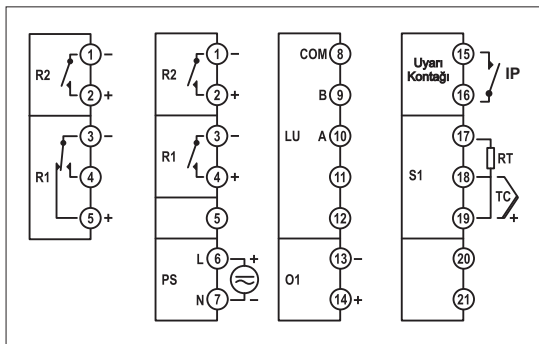 R2
1 –
2 +
R1
3 –
4
5 +
R2
1 –
2 +
R1
3 –
4 +
5
PS
L 6 +
N 7 –
LU
COM 8
B 9
A 10
11
12
O1
13 –
14 +
Uyarı
Kontağı
15
16
IP
S1
17
18
19
RT
TC
+
20
21